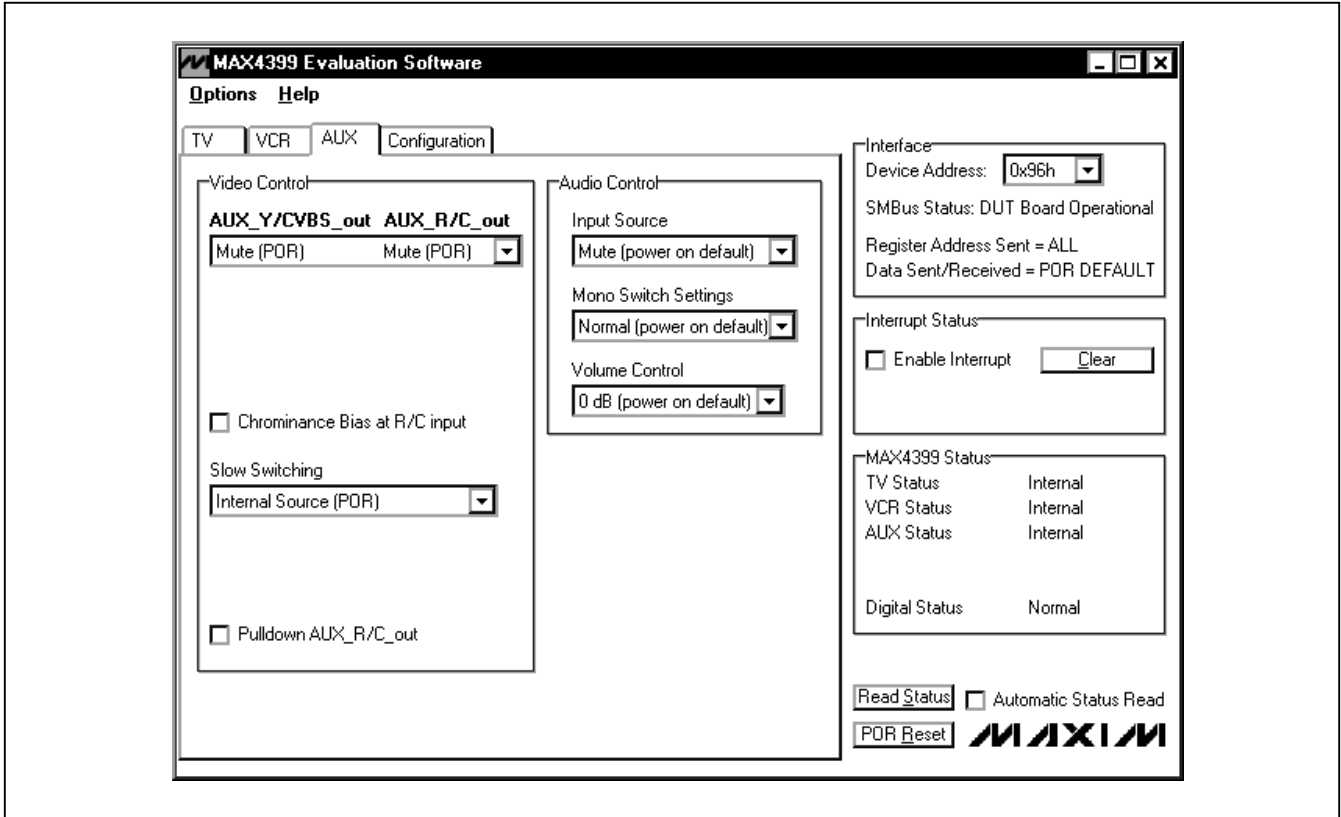 MAX4399 Evaluation Software
Options Help
TV VCR AUX Configuration
Video Control
AUX_Y/CVBS_out AUX_R/C_out
Mute (POR) Mute (POR)
Chrominance Bias at R/C input
Slow Switching
Internal Source (POR)
Pulldown AUX_R/C_out
Audio Control
Input Source
Mute (power on default)
Mono Switch Settings
Normal (power on default)
Volume Control
0 dB (power on default)
Interface
Device Address: 0x96h
SMBus Status: DUT Board Operational
Register Address Sent = ALL
Data Sent/Received = POR DEFAULT
Interrupt Status
Enable Interrupt Clear
MAX4399 Status
TV Status Internal
VCR Status Internal
AUX Status Internal
Digital Status Normal
Read Status Automatic Status Read
POR Reset MAXIM